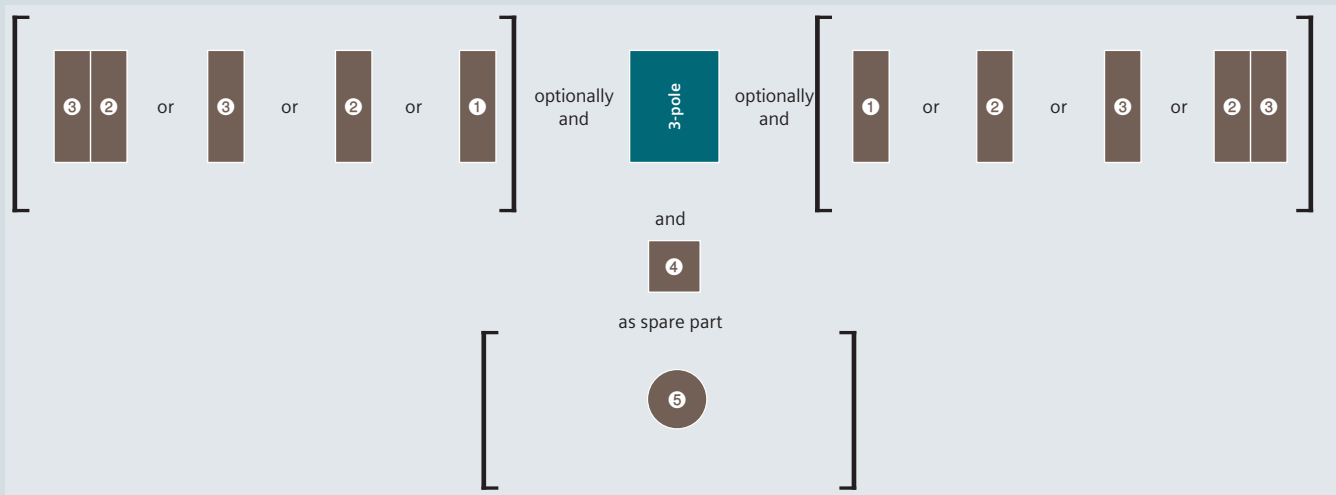 ❸ ❷ or ❸ or ❷ or ❶ optionally and 3-pole optionally and ❶ or ❷ or ❸ or ❷ ❸
and
❹
as spare part
❺